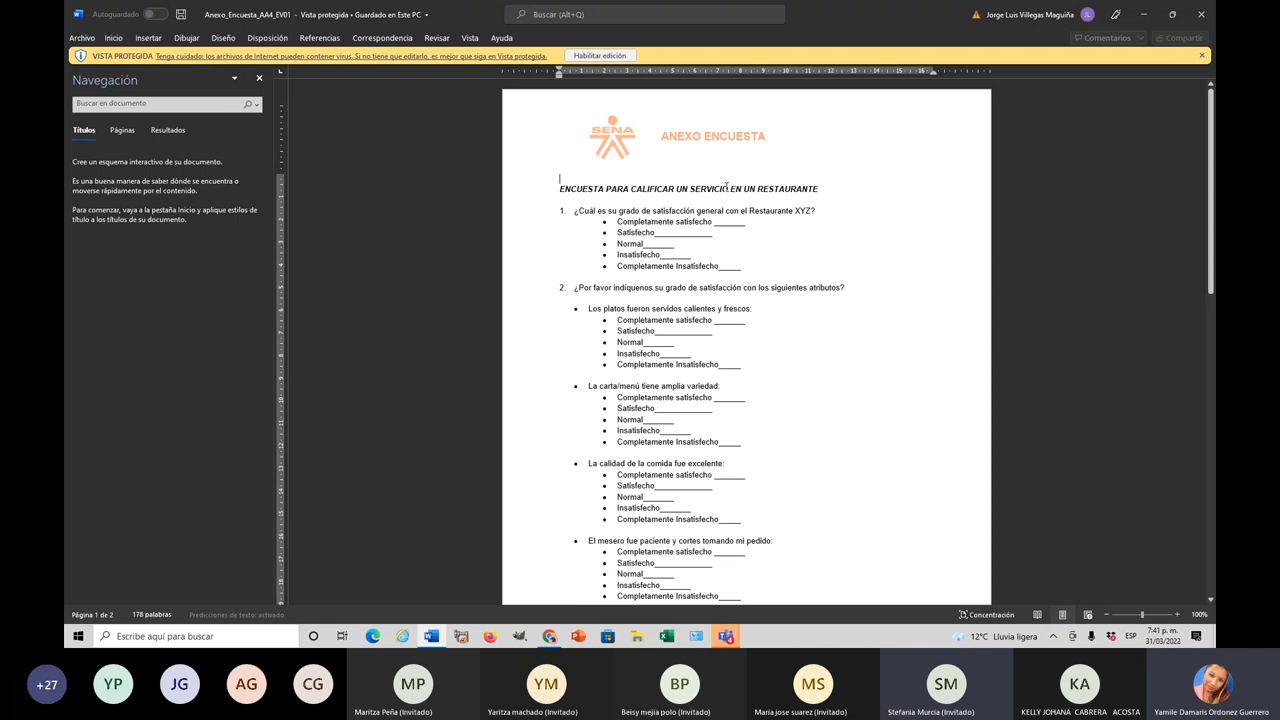 Autoguardado
Anexo_Encuesta_AA4_EV01 - Vista protegida • Guardado en Este PC
Buscar (Alt+Q)
Jorge Luis Villegas Maguiña
Archivo Inicio Insertar Dibujar Diseño Disposición Referencias Correspondencia Revisar Vista Ayuda
Comentarios Compartir
VISTA PROTEGIDA Tenga cuidado: los archivos de Internet pueden contener virus. Si no tiene que editarlo, es mejor que siga en Vista protegida. Habilitar edición
Navegación
Buscar en documento
Títulos Páginas Resultados
Cree un esquema interactivo de su documento.
Es una buena manera de saber dónde se encuentra o
moverse rápidamente por el contenido.
Para comenzar, vaya a la pestaña Inicio y aplique estilos de
título a los títulos de su documento.
SENA
ANEXO ENCUESTA
ENCUESTA PARA CALIFICAR UN SERVICIO EN UN RESTAURANTE
1. ¿Cuál es su grado de satisfacción general con el Restaurante XYZ?
• Completamente satisfecho _______
• Satisfecho_____________
• Normal_______
• Insatisfecho_______
• Completamente Insatisfecho_____
2. ¿Por favor indíquenos su grado de satisfacción con los siguientes atributos?
• Los platos fueron servidos calientes y frescos:
• Completamente satisfecho _______
• Satisfecho_____________
• Normal_______
• Insatisfecho_______
• Completamente Insatisfecho_____
• La carta/menú tiene amplia variedad:
• Completamente satisfecho _______
• Satisfecho_____________
• Normal_______
• Insatisfecho_______
• Completamente Insatisfecho_____
• La calidad de la comida fue excelente:
• Completamente satisfecho _______
• Satisfecho_____________
• Normal_______
• Insatisfecho_______
• Completamente Insatisfecho_____
• El mesero fue paciente y cortes tomando mi pedido:
• Completamente satisfecho _______
• Satisfecho_____________
• Normal_______
• Insatisfecho_______
• Completamente Insatisfecho_____
Página 1 de 2 178 palabras Predicciones de texto: activado
Concentración 100%
Escribe aquí para buscar
12°C Lluvia ligera ESP
7:41 p. m.
31/03/2022
+27 YP JG AG CG MP YM BP MS SM KA
Maritza Peña (Invitado) Yaritza machado (Invitado) Beisy mejia polo (Invitado) Maria jose suarez (Invitado) Stefania Murcia (Invitado) KELLY JOHANA CABRERA ACOSTA Yamile Damaris Ordonez Guerrero